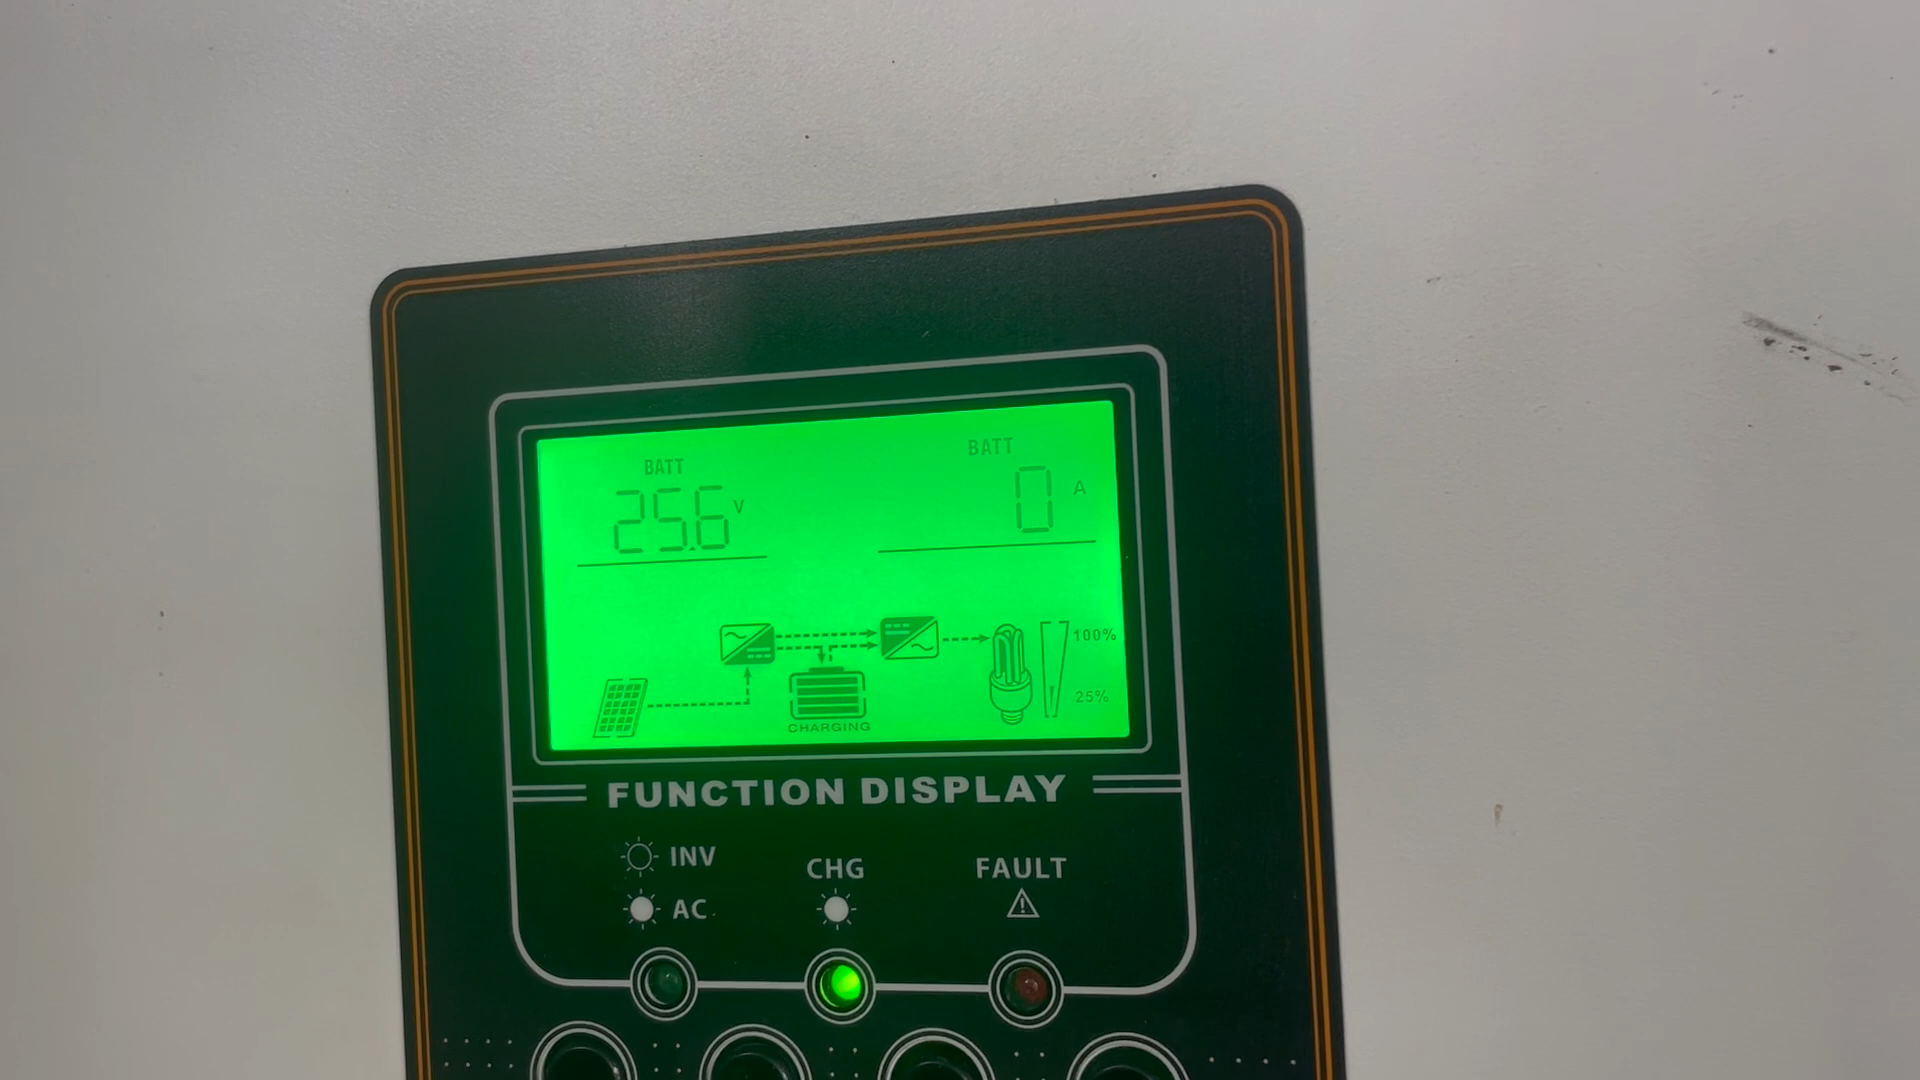 BATT
25.6 V
BATT
0 A
100%
25%
CHARGING
FUNCTION DISPLAY
INV
AC
CHG
FAULT